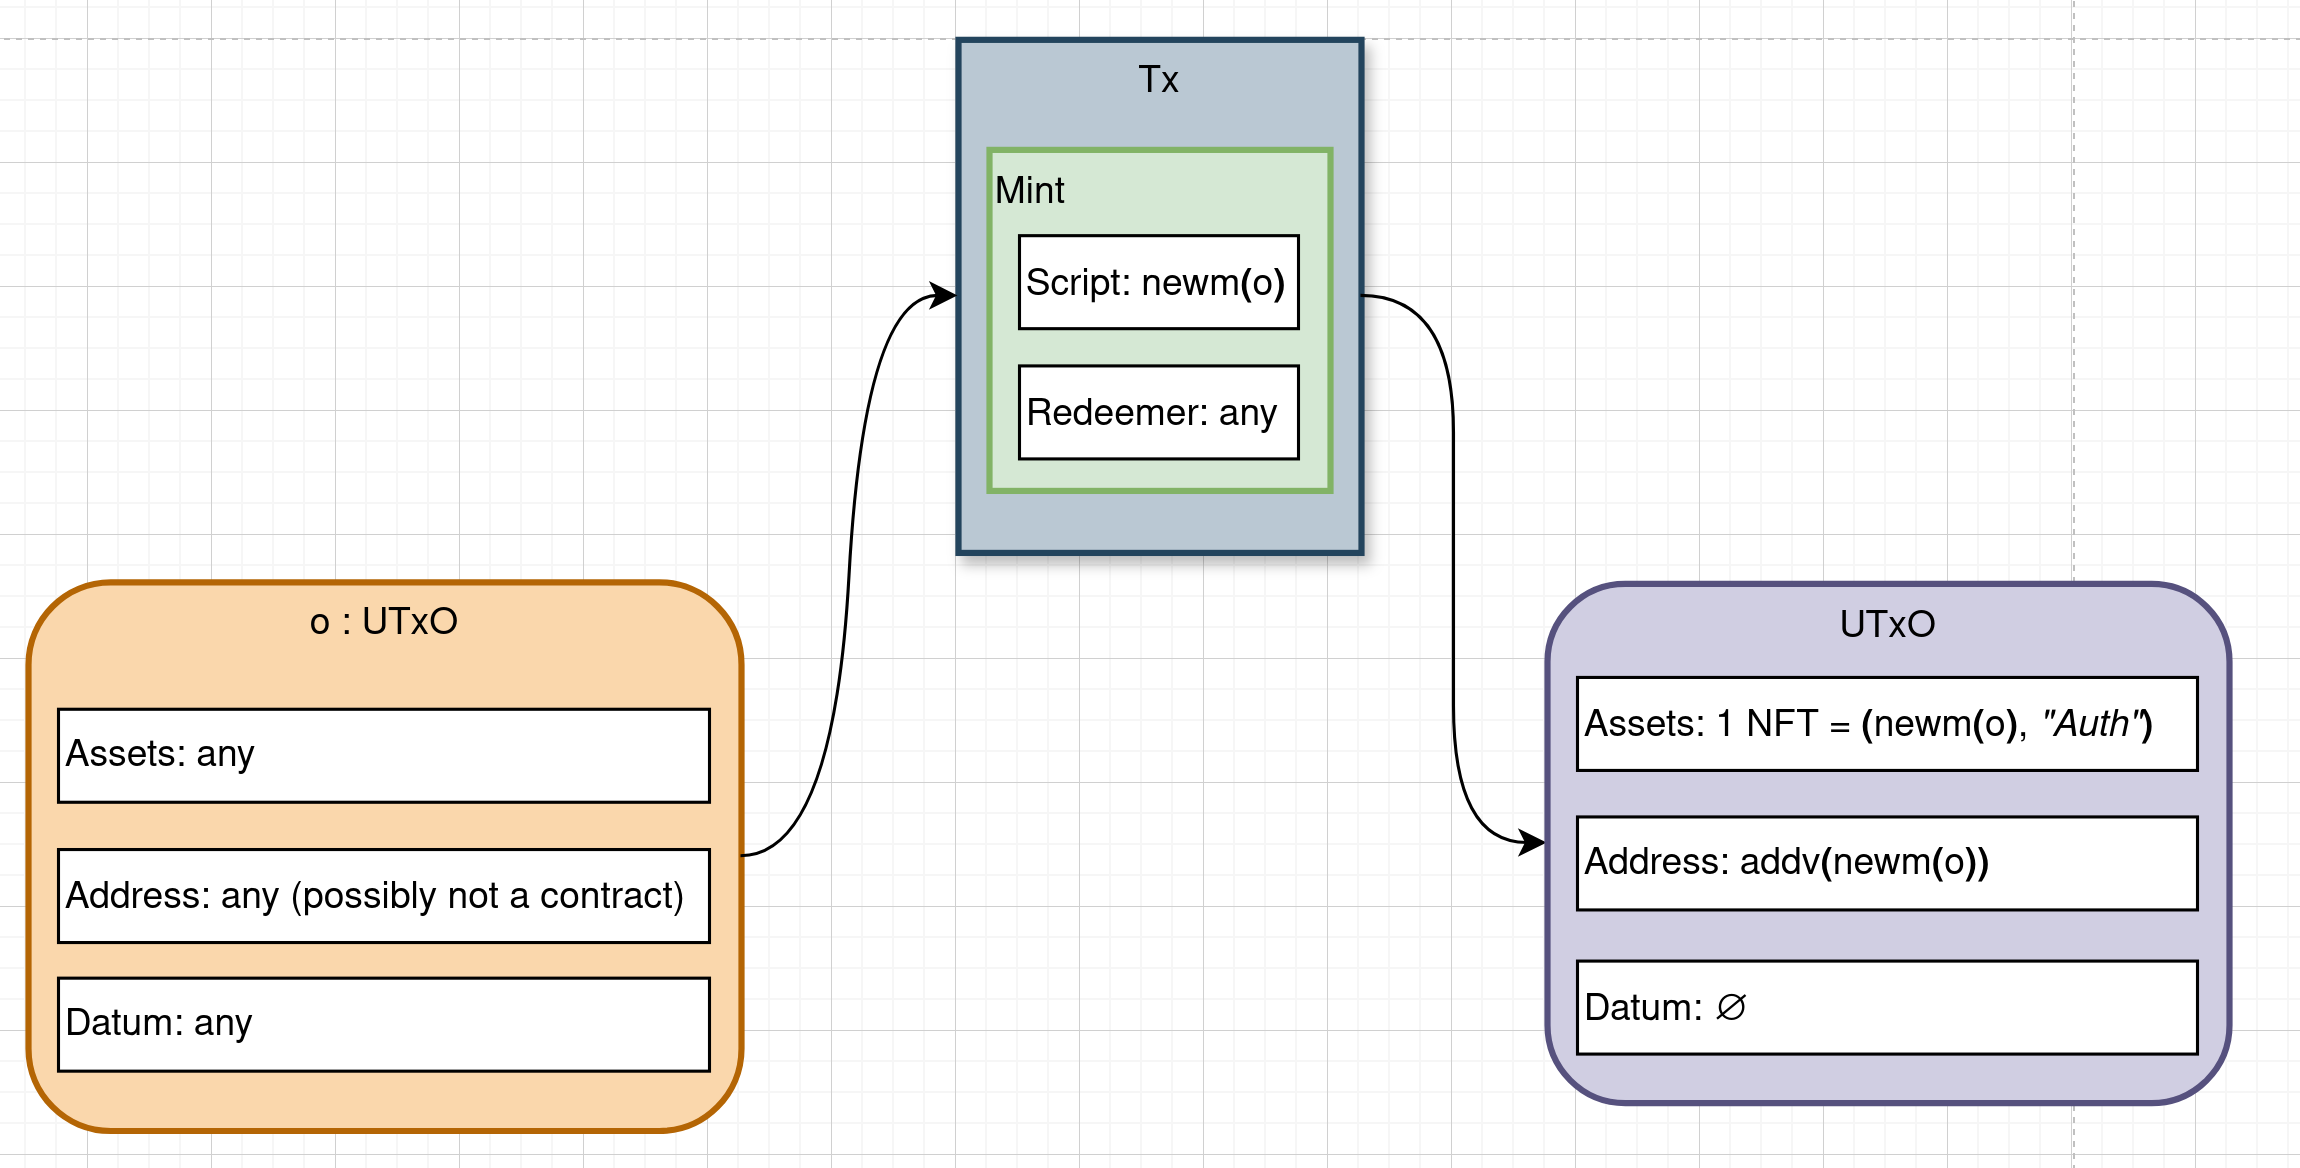 Tx
Mint
Script: newm(o)
Redeemer: any
o : UTxO
Assets: any
Address: any (possibly not a contract)
Datum: any
UTxO
Assets: 1 NFT = (newm(o), "Auth")
Address: addv(newm(o))
Datum: ∅